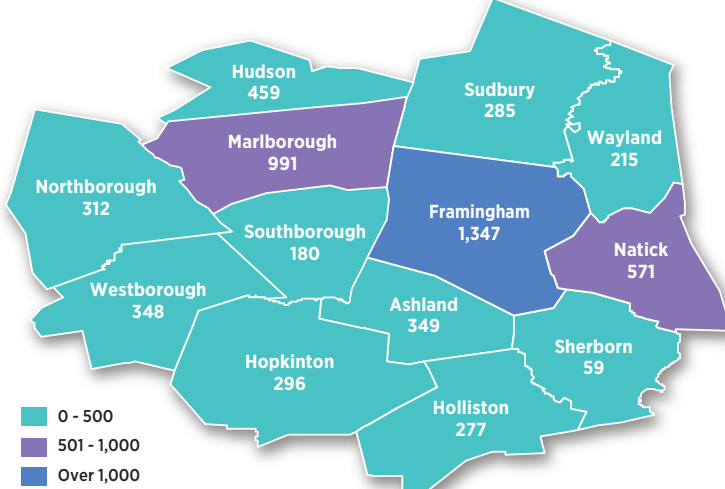 Hudson
459
Sudbury
285
Marlborough
991
Wayland
215
Northborough
312
Framingham
1,347
Southborough
180
Natick
571
Westborough
348
Ashland
349
Sherborn
59
Hopkinton
296
Holliston
277
0 - 500
501 - 1,000
Over 1,000